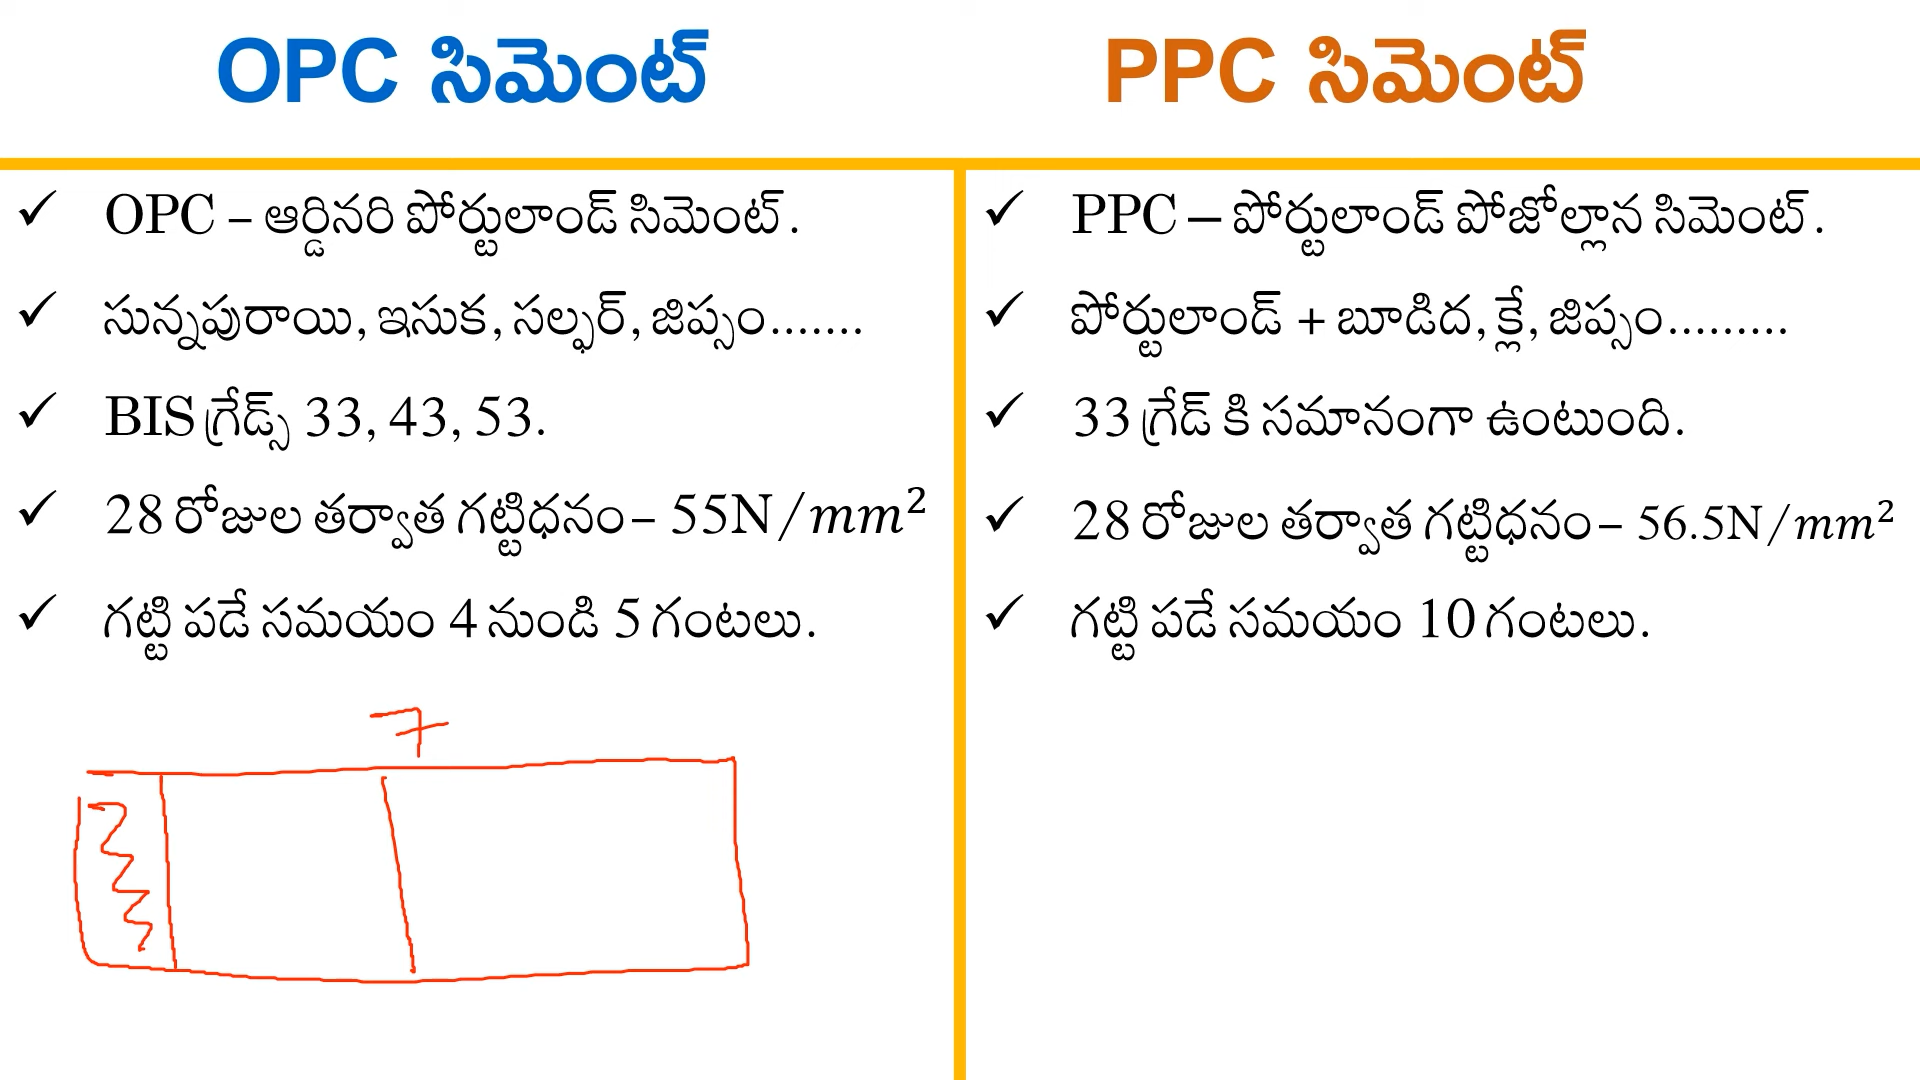 OPC సిమెంట్
OPC – ఆర్డినరి పోర్టులాండ్ సిమెంట్.
సున్నపురాయి, ఇసుక, సల్ఫర్, జిప్సం.......
BIS గ్రేడ్స్ 33, 43, 53.
28 రోజుల తర్వాత గట్టిధనం– 55N/mm²
గట్టి పడే సమయం 4 నుండి 5 గంటలు.
7
PPC సిమెంట్
PPC – పోర్టులాండ్ పోజోల్లాన సిమెంట్.
పోర్టులాండ్ + బూడిద, క్లే, జిప్సం.........
33 గ్రేడ్ కి సమానంగా ఉంటుంది.
28 రోజుల తర్వాత గట్టిధనం– 56.5N/mm²
గట్టి పడే సమయం 10 గంటలు.